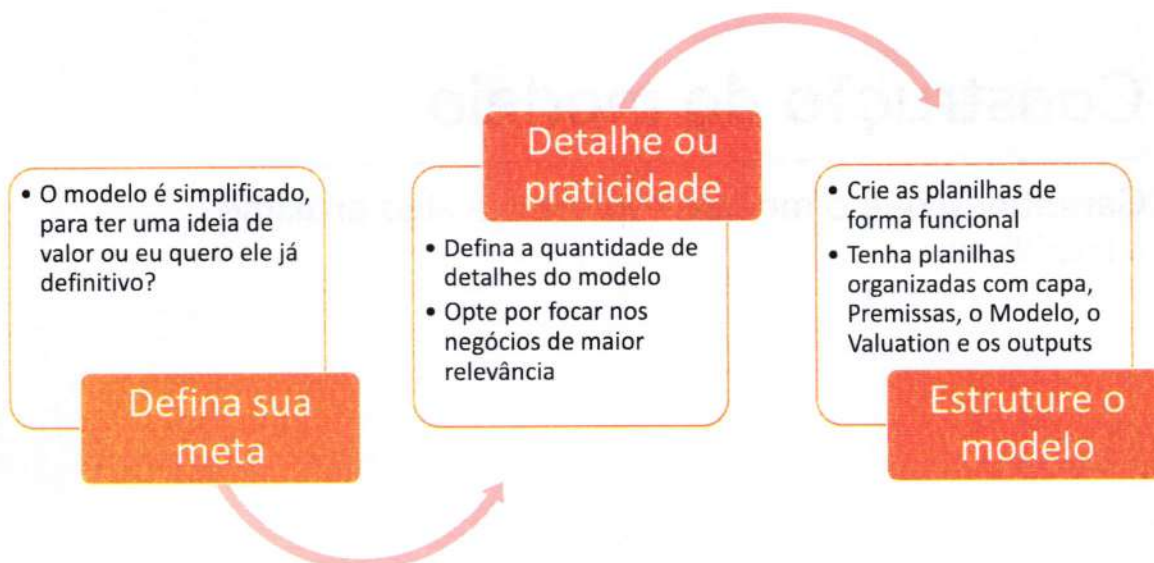 • O modelo é simplificado,
para ter uma ideia de
valor ou eu quero ele já
definitivo?
Defina sua
meta
Detalhe ou
praticidade
• Defina a quantidade de
detalhes do modelo
• Opte por focar nos
negócios de maior
relevância
• Crie as planilhas de
forma funcional
• Tenha planilhas
organizadas com capa,
Premissas, o Modelo, o
Valuation e os outputs
Estruture o
modelo